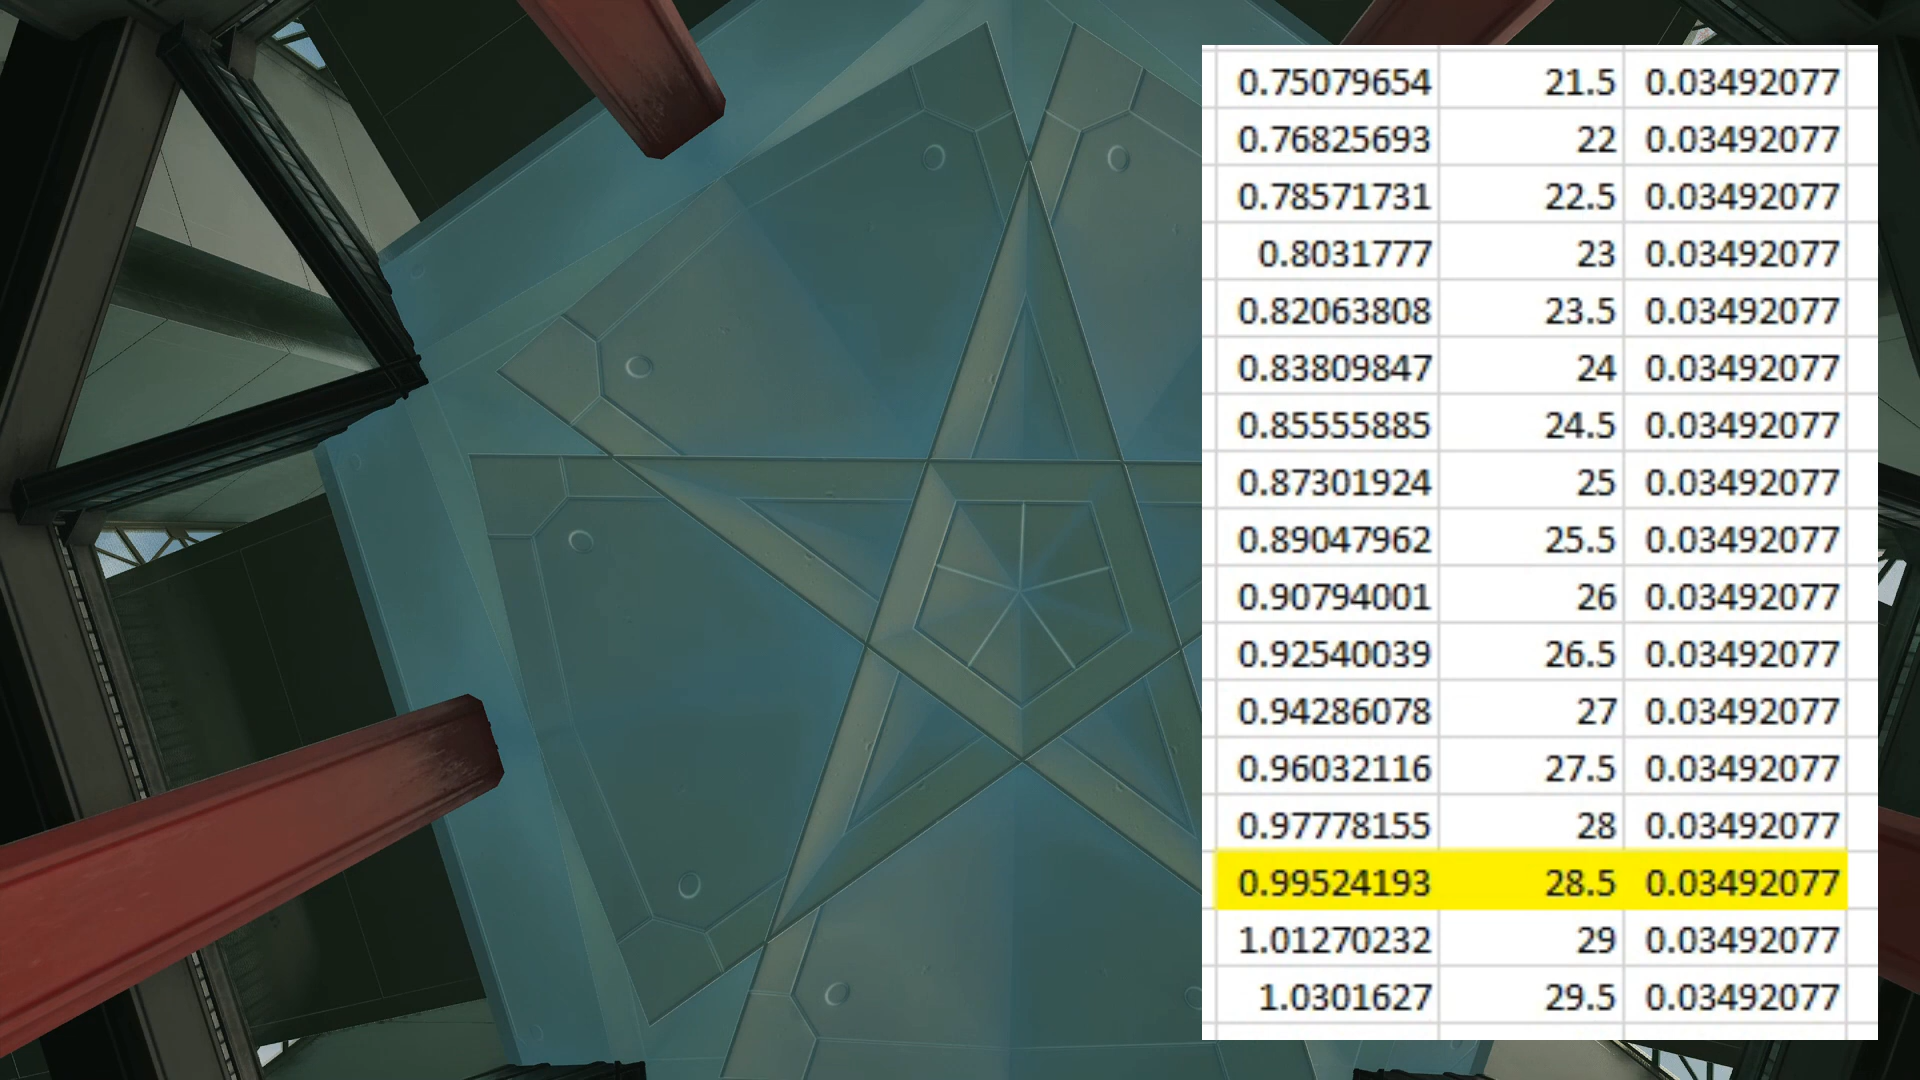 0.75079654 21.5 0.03492077
0.76825693 22 0.03492077
0.78571731 22.5 0.03492077
0.8031777 23 0.03492077
0.82063808 23.5 0.03492077
0.83809847 24 0.03492077
0.85555885 24.5 0.03492077
0.87301924 25 0.03492077
0.89047962 25.5 0.03492077
0.90794001 26 0.03492077
0.92540039 26.5 0.03492077
0.94286078 27 0.03492077
0.96032116 27.5 0.03492077
0.97778155 28 0.03492077
0.99524193 28.5 0.03492077
1.01270232 29 0.03492077
1.0301627 29.5 0.03492077